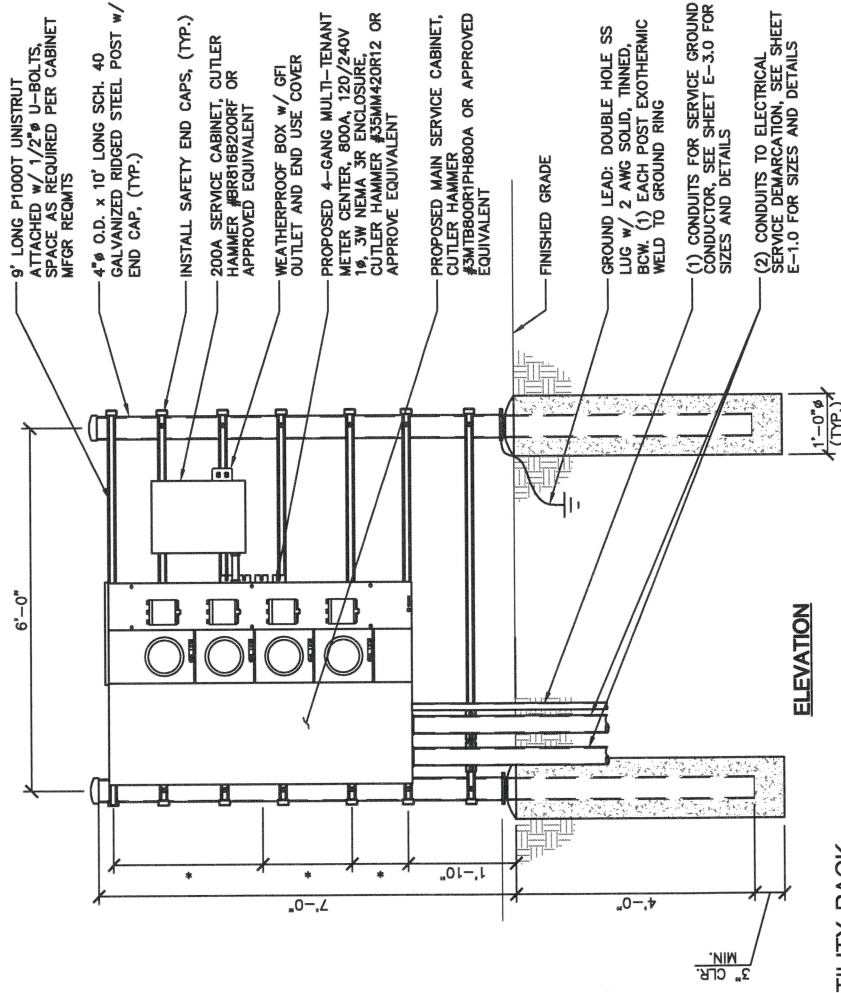 9' LONG P1000T UNISTRUT
ATTACHED w/ 1/2"ø U-BOLTS,
SPACE AS REQUIRED PER CABINET
MFGR REQMTS
4"ø O.D. x 10' LONG SCH. 40
GALVANIZED RIDGED STEEL POST w/
END CAP, (TYP.)
INSTALL SAFETY END CAPS, (TYP.)
200A SERVICE CABINET, CUTLER
HAMMER #BR816B200RF OR
APPROVED EQUIVALENT
WEATHERPROOF BOX w/ GFI
OUTLET AND END USE COVER
PROPOSED 4-GANG MULTI-TENANT
METER CENTER, 800A, 120/240V
1ø, 3W NEMA 3R ENCLOSURE,
CUTLER HAMMER #35MM420R12 OR
APPROVE EQUIVALENT
PROPOSED MAIN SERVICE CABINET,
CUTLER HAMMER
#3MTB800R1PH800A OR APPROVED
EQUIVALENT
FINISHED GRADE
GROUND LEAD: DOUBLE HOLE SS
LUG w/ 2 AWG SOLID, TINNED,
BCW. (1) EACH POST EXOTHERMIC
WELD TO GROUND RING
(1) CONDUITS FOR SERVICE GROUND
CONDUCTOR, SEE SHEET E-3.0 FOR
SIZES AND DETAILS
(2) CONDUITS TO ELECTRICAL
SERVICE DEMARCATION, SEE SHEET
E-1.0 FOR SIZES AND DETAILS
6'-0"
*
*
*
1'-10"
7'-0"
4'-0"
3" CLR.
MIN.
1'-0"ø
(TYP.)
ELEVATION